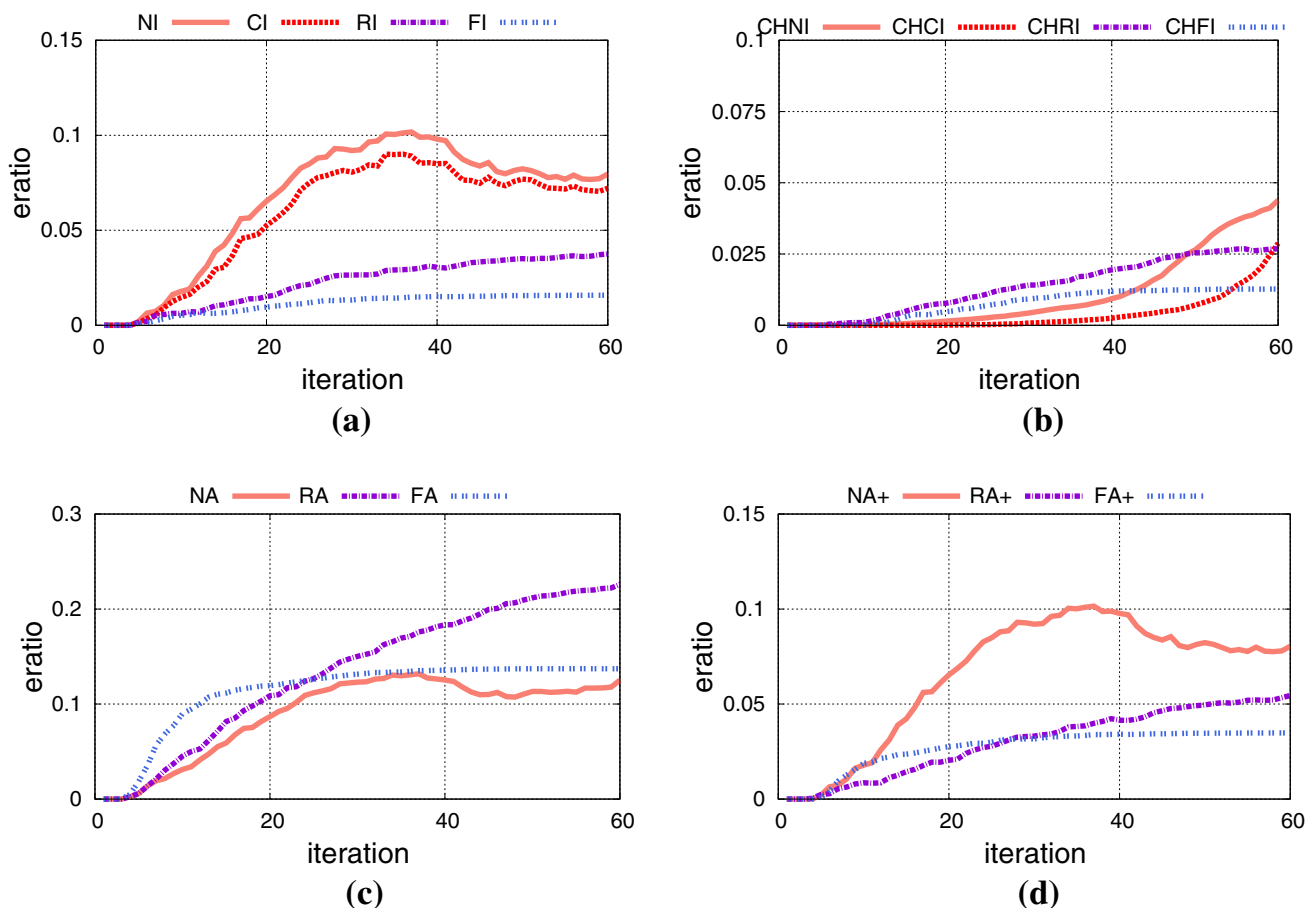 NI CI RI FI
0.15
0.1
0.05
0
eratio
0 20 40 60
iteration
(a)
CHNI CHCI CHRI CHFI
0.1
0.075
0.05
0.025
0
eratio
0 20 40 60
iteration
(b)
NA RA FA
0.3
0.2
0.1
0
eratio
0 20 40 60
iteration
(c)
NA+ RA+ FA+
0.15
0.1
0.05
0
eratio
0 20 40 60
iteration
(d)